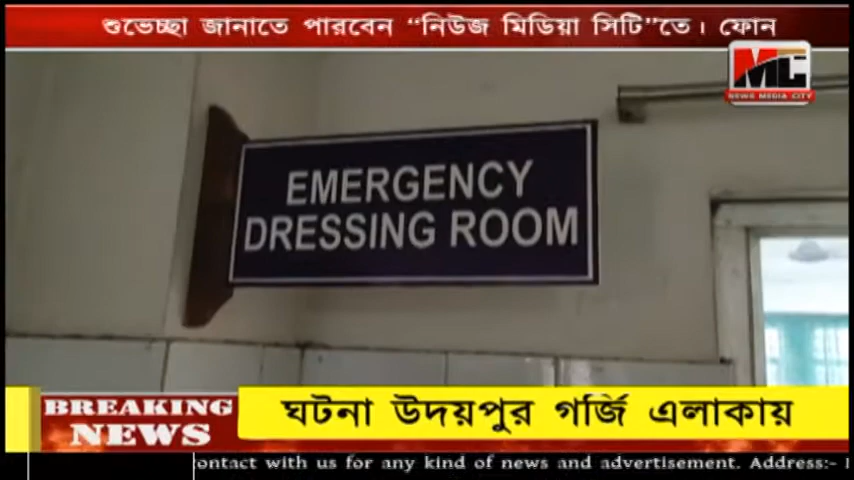 শুভেচ্ছা জানাতে পারবেন “নিউজ মিডিয়া সিটি”তে। ফোন
MC
NEWS MEDIA CITY
EMERGENCY
DRESSING ROOM
BREAKING
NEWS
ঘটনা উদয়পুর গর্জি এলাকায়
contact with us for any kind of news and advertisement. Address:-